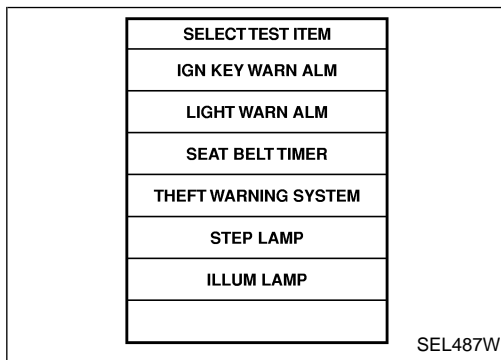 SELECT TEST ITEM
IGN KEY WARN ALM
LIGHT WARN ALM
SEAT BELT TIMER
THEFT WARNING SYSTEM
STEP LAMP
ILLUM LAMP
SEL487W